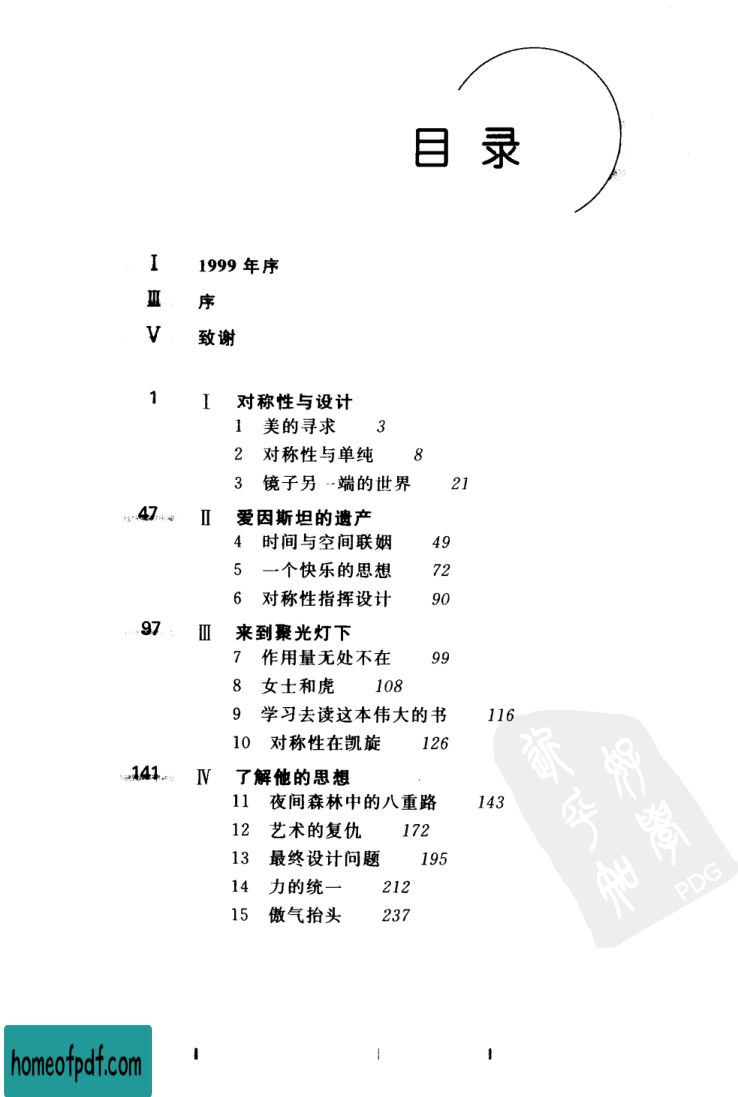 目 录
I 1999 年序
III 序
V 致谢
1 Ⅰ 对称性与设计
1 美的寻求 3
2 对称性与单纯 8
3 镜子另一端的世界 21
47 Ⅱ 爱因斯坦的遗产
4 时间与空间联姻 49
5 一个快乐的思想 72
6 对称性指挥设计 90
97 Ⅲ 来到聚光灯下
7 作用量无处不在 99
8 女士和虎 108
9 学习去读这本伟大的书 116
10 对称性在凯旋 126
141 Ⅳ 了解他的思想
11 夜间森林中的八重路 143
12 艺术的复仇 172
13 最终设计问题 195
14 力的统一 212
15 傲气抬头 237
PDG
homeofpdf.com